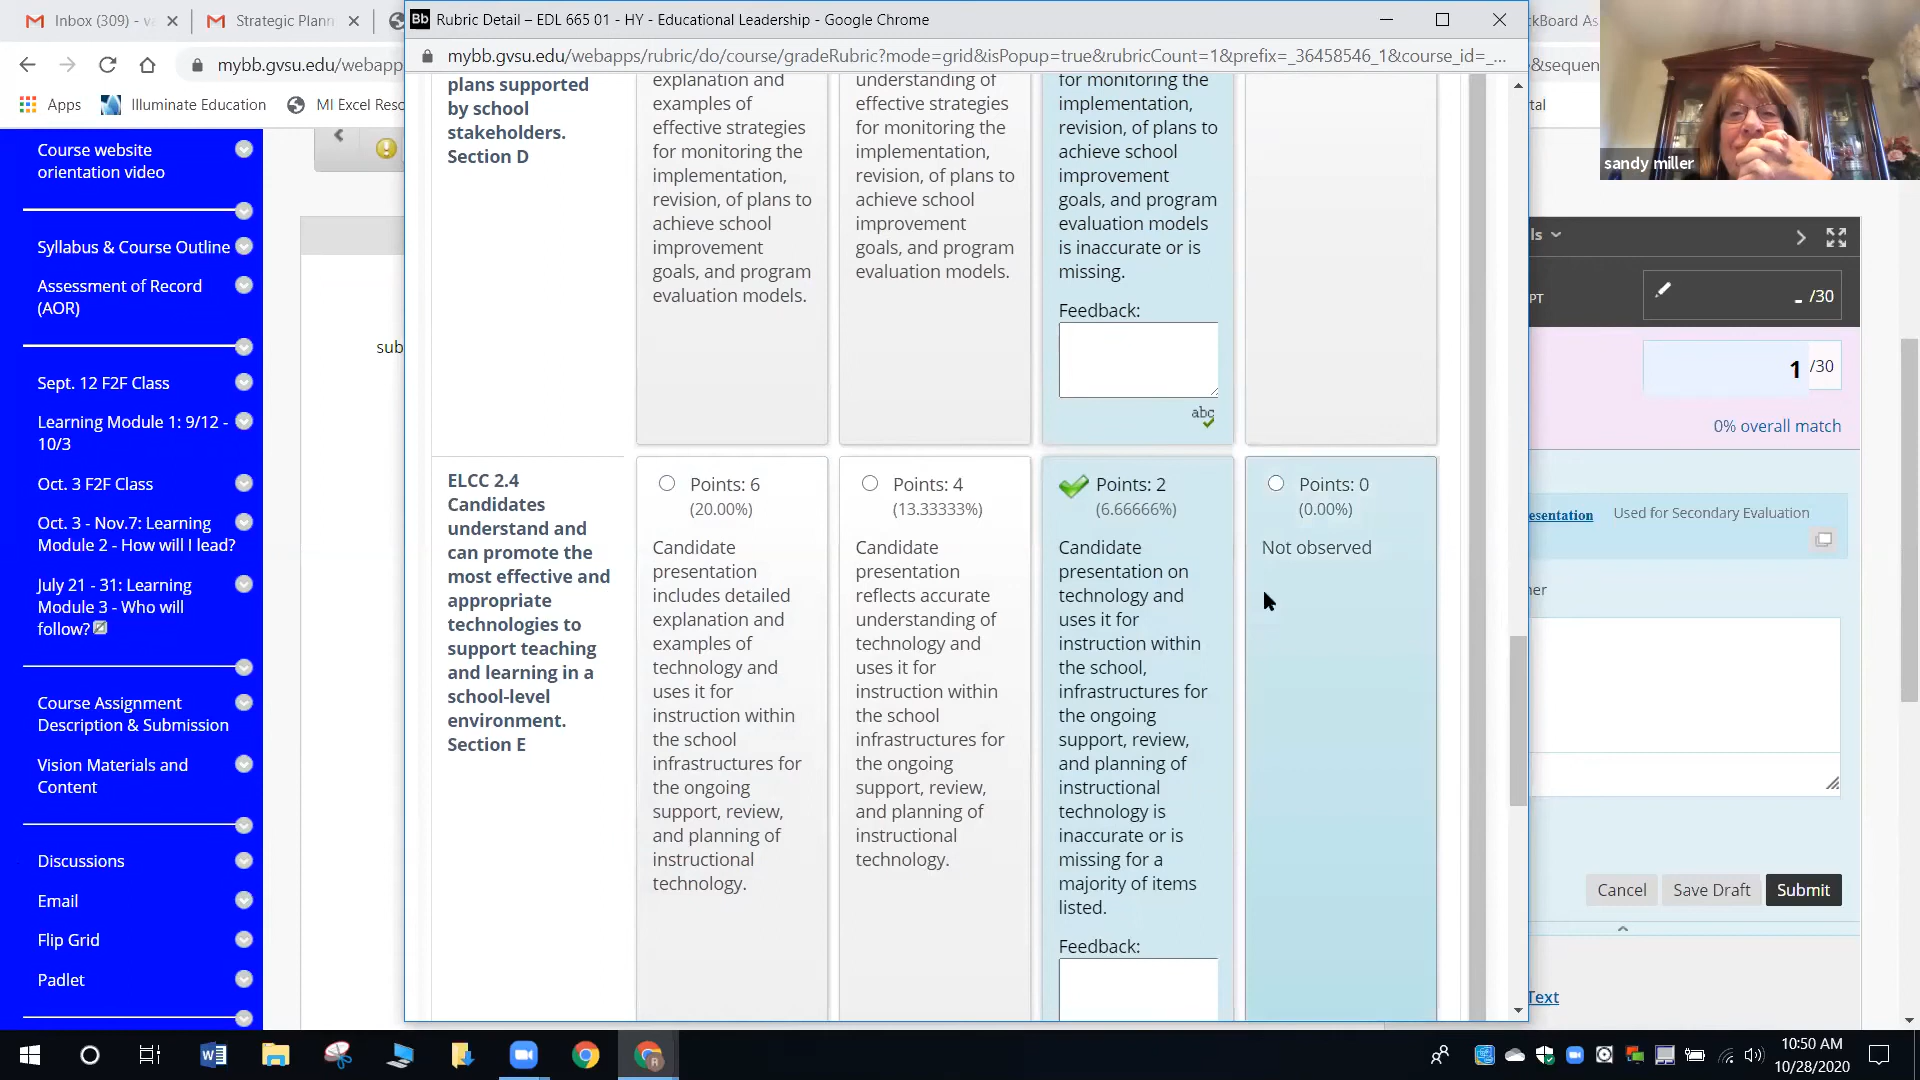 Inbox (309) - v
Strategic Plann
ckBoard As
Rubric Detail – EDL 665 01 - HY - Educational Leadership - Google Chrome
Bb
mybb.gvsu.edu/webapps/rubric/do/course/gradeRubric?mode=grid&isPopup=true&rubricCount=1&prefix=_36458546_1&course_id=_...
mybb.gvsu.edu/webapp
&sequen
Apps
Illuminate Education
MI Excel Reso
tal
sandy miller
Course website
orientation video
Syllabus & Course Outline
Assessment of Record
(AOR)
Sept. 12 F2F Class
Learning Module 1: 9/12 -
10/3
Oct. 3 F2F Class
Oct. 3 - Nov.7: Learning
Module 2 - How will I lead?
July 21 - 31: Learning
Module 3 - Who will
follow?
Course Assignment
Description & Submission
Vision Materials and
Content
Discussions
Email
Flip Grid
Padlet
sub
plans supported
by school
stakeholders.
Section D
explanation and
examples of
effective strategies
for monitoring the
implementation,
revision, of plans to
achieve school
improvement
goals, and program
evaluation models.
understanding of
effective strategies
for monitoring the
implementation,
revision, of plans to
achieve school
improvement
goals, and program
evaluation models.
for monitoring the
implementation,
revision, of plans to
achieve school
improvement
goals, and program
evaluation models
is inaccurate or is
missing.
Feedback:
abc
ELCC 2.4
Candidates
understand and
can promote the
most effective and
appropriate
technologies to
support teaching
and learning in a
school-level
environment.
Section E
Points: 6
(20.00%)
Candidate
presentation
includes detailed
explanation and
examples of
technology and
uses it for
instruction within
the school
infrastructures for
the ongoing
support, review,
and planning of
instructional
technology.
Points: 4
(13.33333%)
Candidate
presentation
reflects accurate
understanding of
technology and
uses it for
instruction within
the school
infrastructures for
the ongoing
support, review,
and planning of
instructional
technology.
Points: 2
(6.66666%)
Candidate
presentation on
technology and
uses it for
instruction within
the school,
infrastructures for
the ongoing
support, review,
and planning of
instructional
technology is
inaccurate or is
missing for a
majority of items
listed.
Feedback:
Points: 0
(0.00%)
Not observed
ls
PT
- /30
1 /30
0% overall match
esentation
Used for Secondary Evaluation
her
Cancel
Save Draft
Submit
Text
10:50 AM
10/28/2020